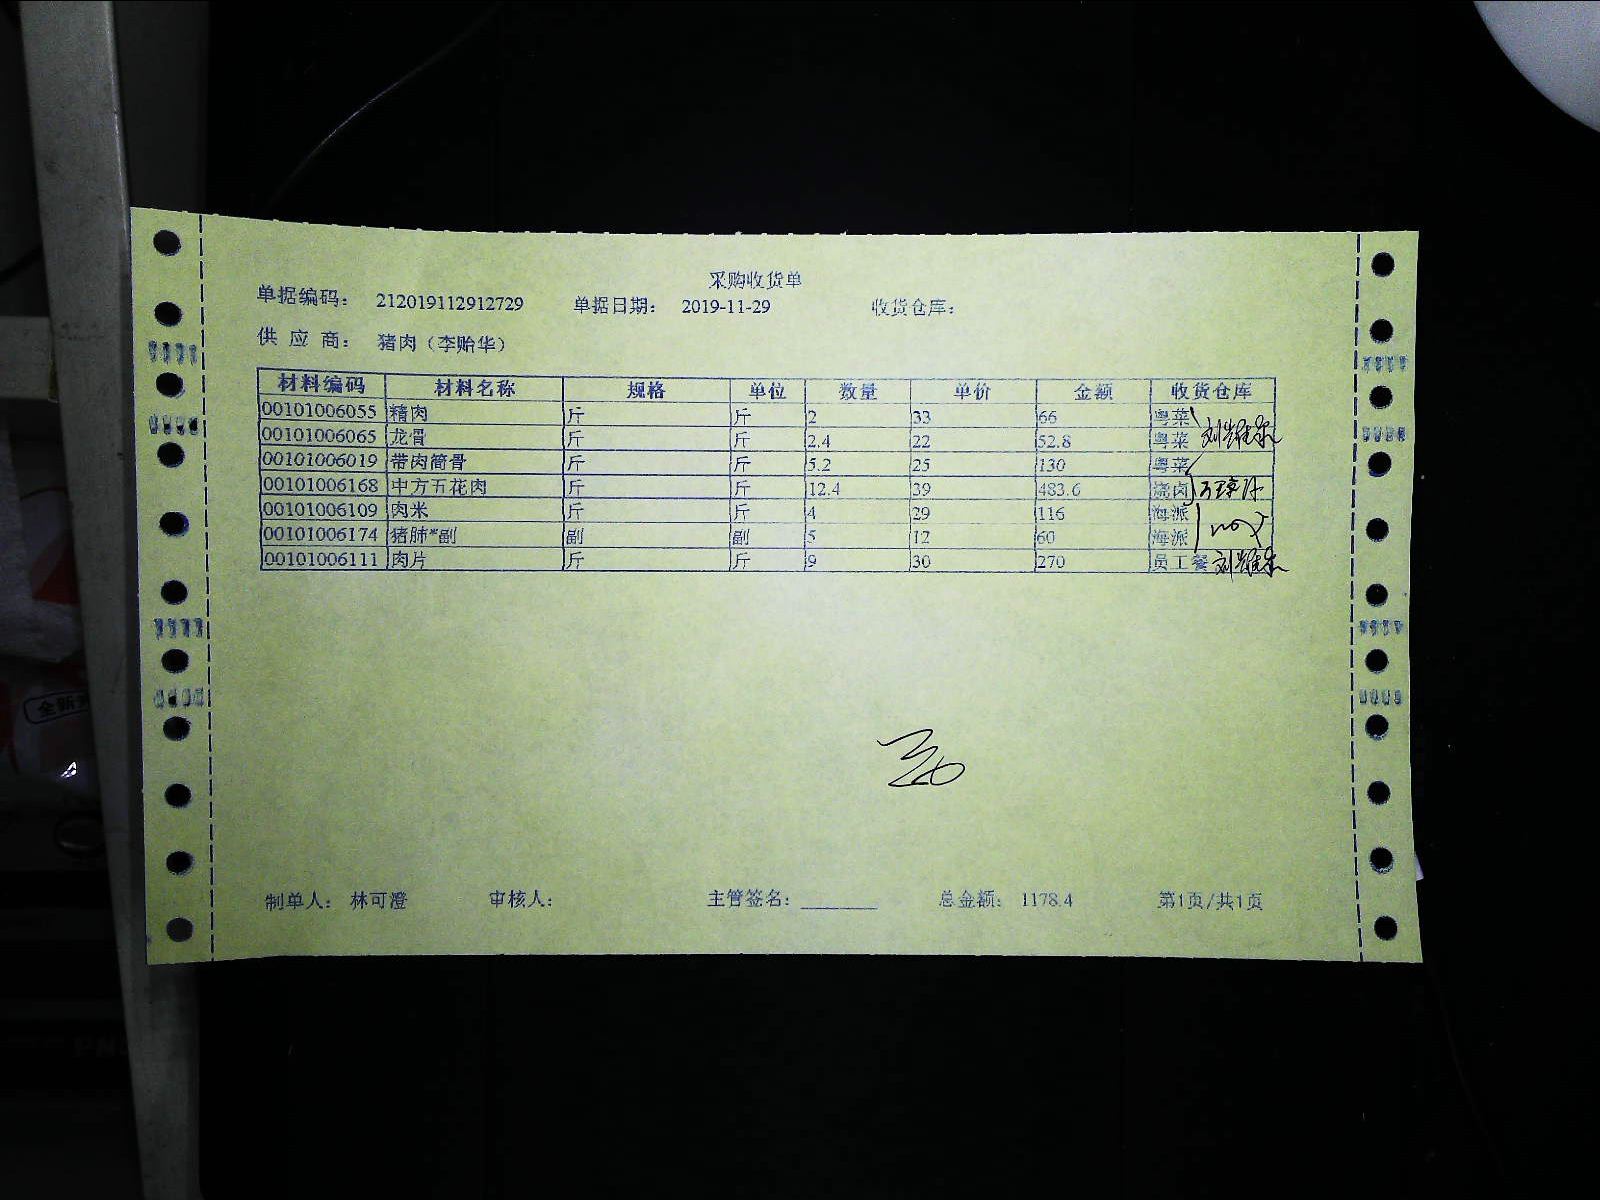 采购收货单
单据编码： 212019112912729 单据日期： 2019-11-29 收货仓库：
供 应 商： 猪肉（李贻华）
材料编码 材料名称 规格 单位 数量 单价 金额 收货仓库
00101006055 精肉 斤 斤 2 33 66 粤菜
00101006065 龙骨 斤 斤 2.4 22 52.8 粤菜
00101006019 带肉筒骨 斤 斤 5.2 25 130 粤菜
00101006168 中方五花肉 斤 斤 12.4 39 483.6 烧卤
00101006109 肉米 斤 斤 4 29 116 海派
00101006174 猪肺*副 副 副 5 12 60 海派
00101006111 肉片 斤 斤 9 30 270 员工餐
制单人： 林可澄 审核人： 主管签名： 总金额： 1178.4 第1页/共1页
全新